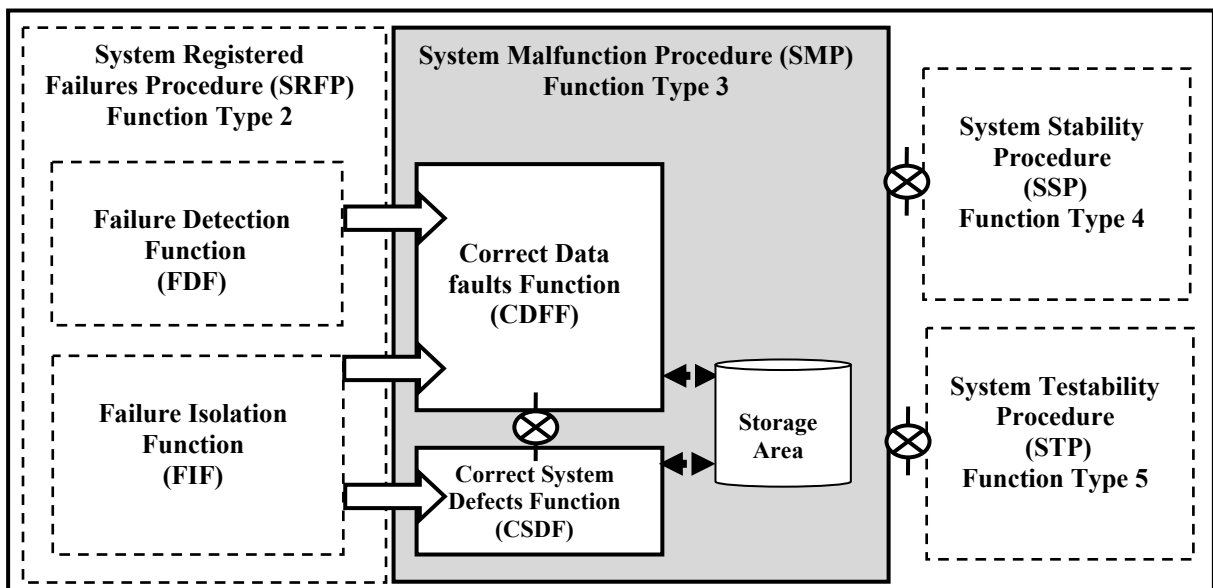 System Registered
Failures Procedure (SRFP)
Function Type 2
Failure Detection
Function
(FDF)
Failure Isolation
Function
(FIF)
System Malfunction Procedure (SMP)
Function Type 3
Correct Data
faults Function
(CDFF)
Correct System
Defects Function
(CSDF)
Storage
Area
System Stability
Procedure
(SSP)
Function Type 4
System Testability
Procedure
(STP)
Function Type 5